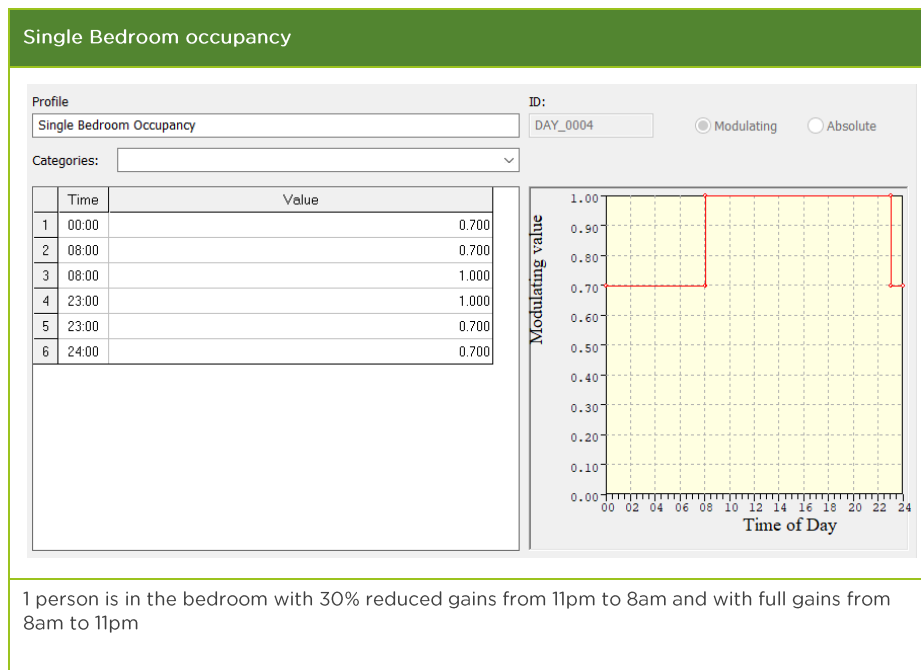 Single Bedroom occupancy
Profile
ID:
Single Bedroom Occupancy
DAY_0004
Modulating
Absolute
Categories:
Time Value
1 00:00 0.700
2 08:00 0.700
3 08:00 1.000
4 23:00 1.000
5 23:00 0.700
6 24:00 0.700
Modulating value
1.00
0.90
0.80
0.70
0.60
0.50
0.40
0.30
0.20
0.10
0.00
00 02 04 06 08 10 12 14 16 18 20 22 24
Time of Day
1 person is in the bedroom with 30% reduced gains from 11pm to 8am and with full gains from
8am to 11pm